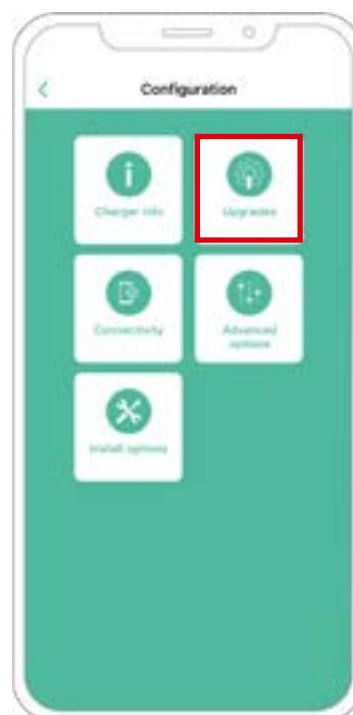 Configuration
Charger info
Upgrades
Connectivity
Advanced
options
Install options